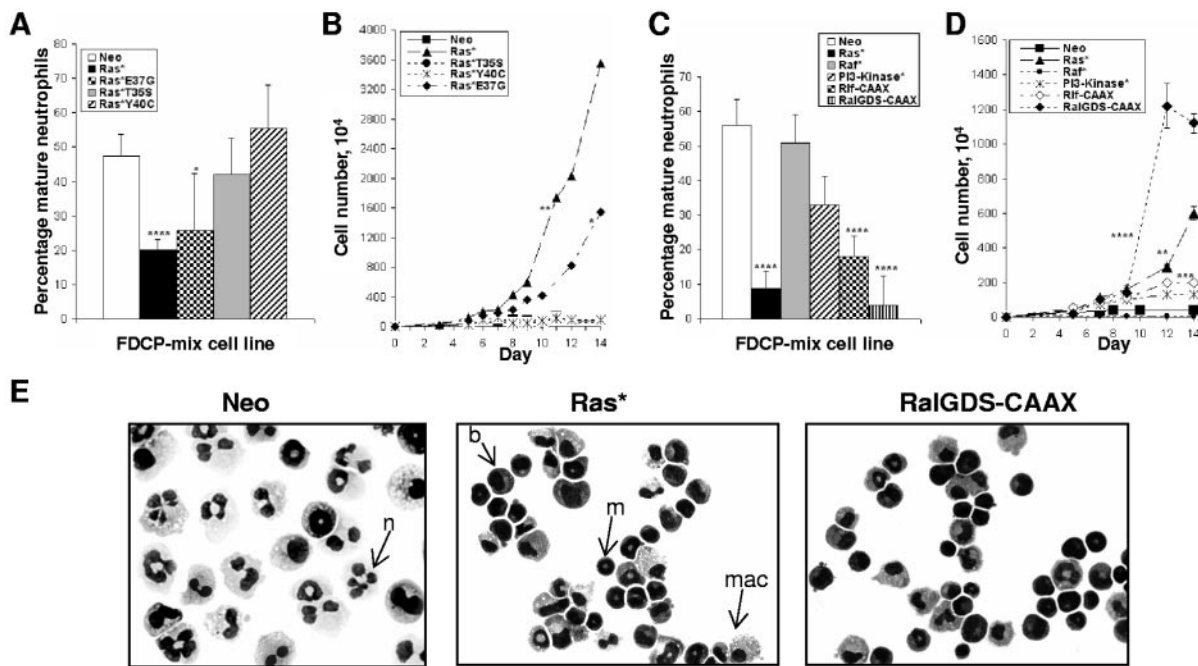 A
Percentage mature neutrophils
80
70
60
50
40
30
20
10
0
Neo
Ras*
Ras*E37G
Ras*T35S
Ras*Y40C
****
*
FDCP-mix cell line
B
Cell number, 10⁴
3600
3200
2800
2400
2000
1600
1200
800
400
0
Neo
Ras*
Ras*T35S
Ras*Y40C
Ras*E37G
**
*
0 2 4 6 8 10 12 14
Day
C
Percentage mature neutrophils
70
60
50
40
30
20
10
0
Neo
Ras*
Raf*
PI3-Kinase*
Rlf-CAAX
RalGDS-CAAX
****
****
****
FDCP-mix cell line
D
Cell number, 10⁴
1600
1400
1200
1000
800
600
400
200
0
Neo
Ras*
Raf*
PI3-Kinase*
Rlf-CAAX
RalGDS-CAAX
****
**
***
0 2 4 6 8 10 12 14
Day
E
Neo
n
Ras*
b
m
mac
RalGDS-CAAX